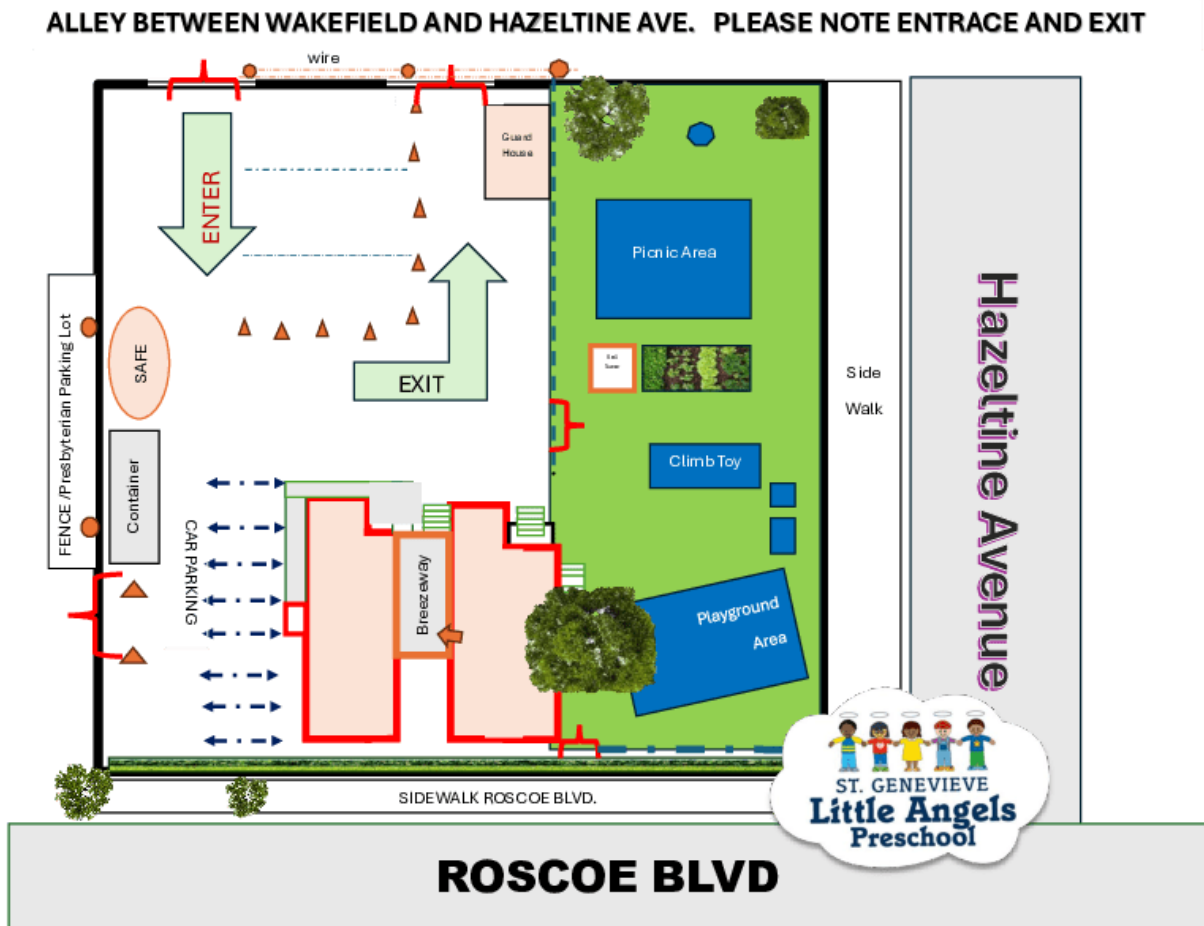 ALLEY BETWEEN WAKEFIELD AND HAZELTINE AVE.   PLEASE NOTE ENTRACE AND EXIT
wire
Guard
House
ENTER
Picnic Area
FENCE /Presbyterian Parking Lot
SAFE
EXIT
Side
Walk
Hazeltine Avenue
Climb Toy
Container
CAR PARKING
Breezeway
Playground
Area
ST. GENEVIEVE
Little Angels
Preschool
SIDEWALK ROSCOE BLVD.
ROSCOE BLVD